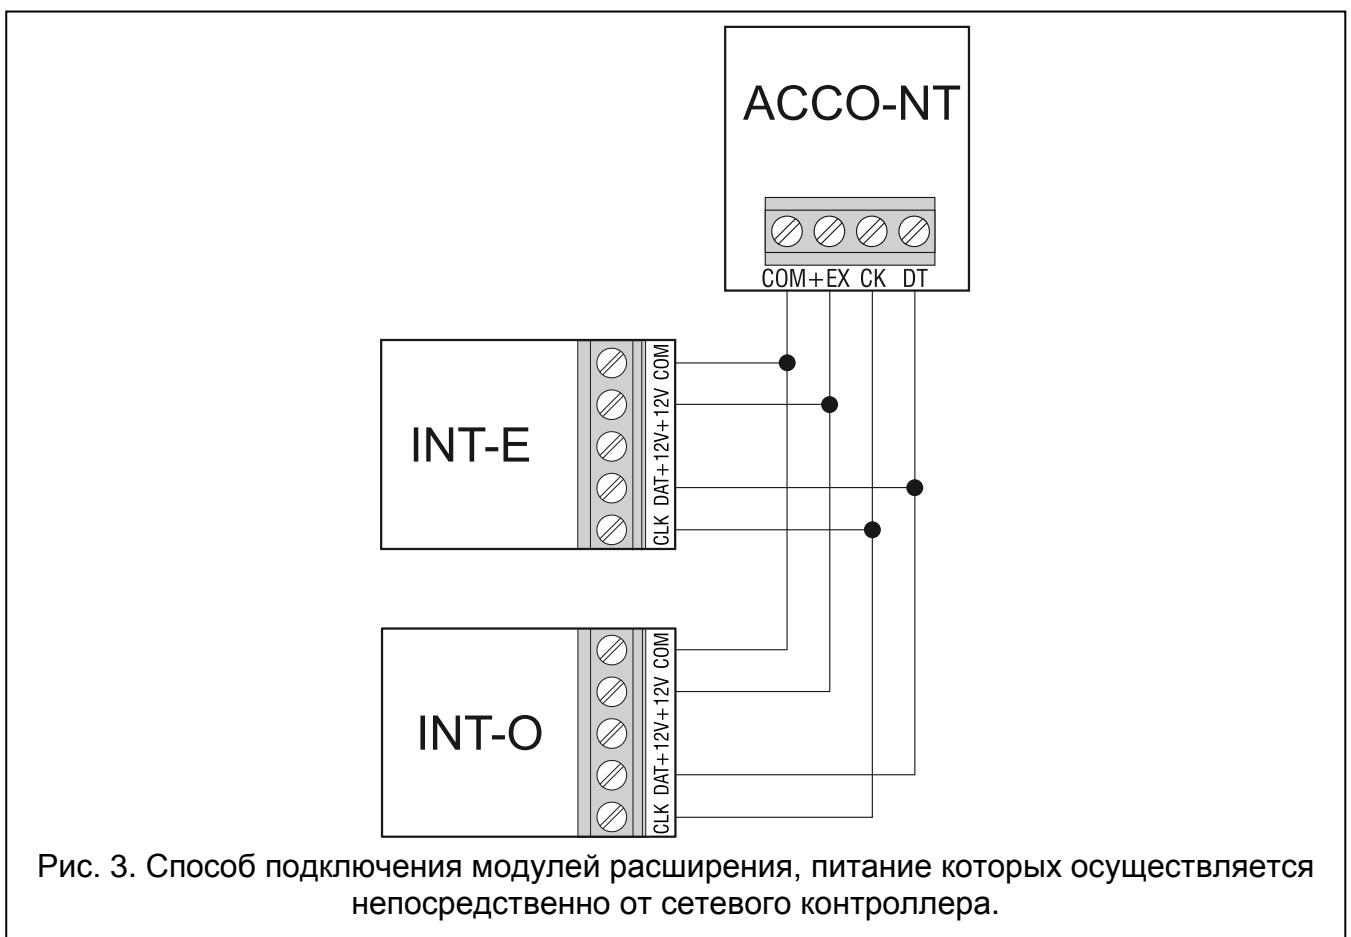 ACCO-NT
COM+EX CK DT
INT-E
CLK DAT+12V+12V COM
INT-O
CLK DAT+12V+12V COM
Рис. 3. Способ подключения модулей расширения, питание которых осуществляется
непосредственно от сетевого контроллера.